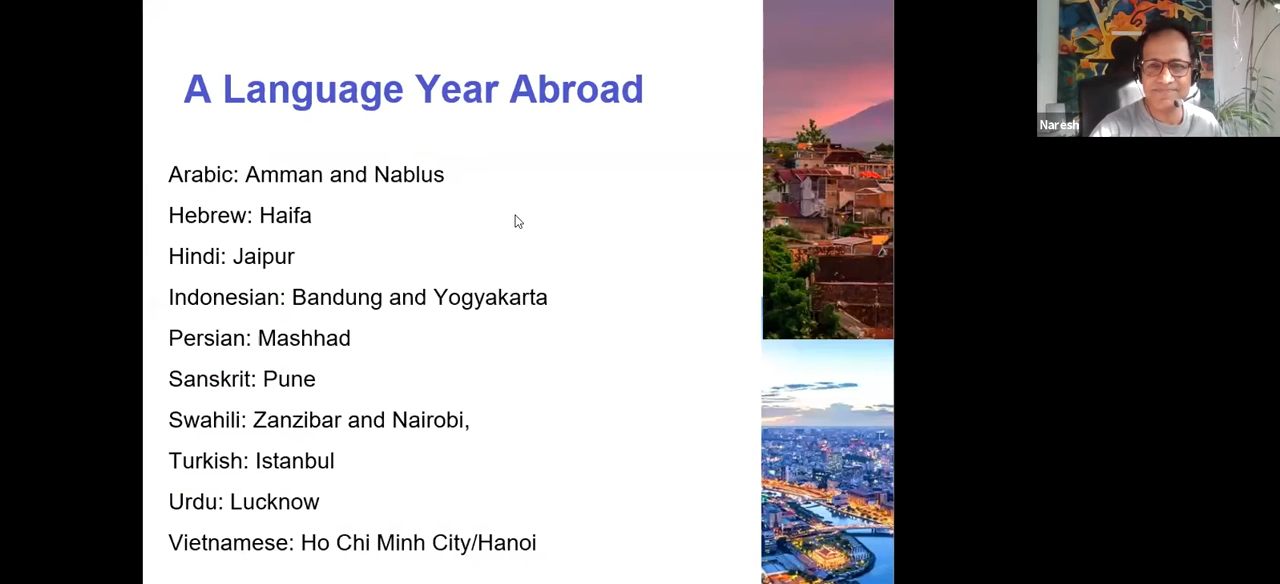 A Language Year Abroad
Arabic: Amman and Nablus
Hebrew: Haifa
Hindi: Jaipur
Indonesian: Bandung and Yogyakarta
Persian: Mashhad
Sanskrit: Pune
Swahili: Zanzibar and Nairobi,
Turkish: Istanbul
Urdu: Lucknow
Vietnamese: Ho Chi Minh City/Hanoi
Naresh